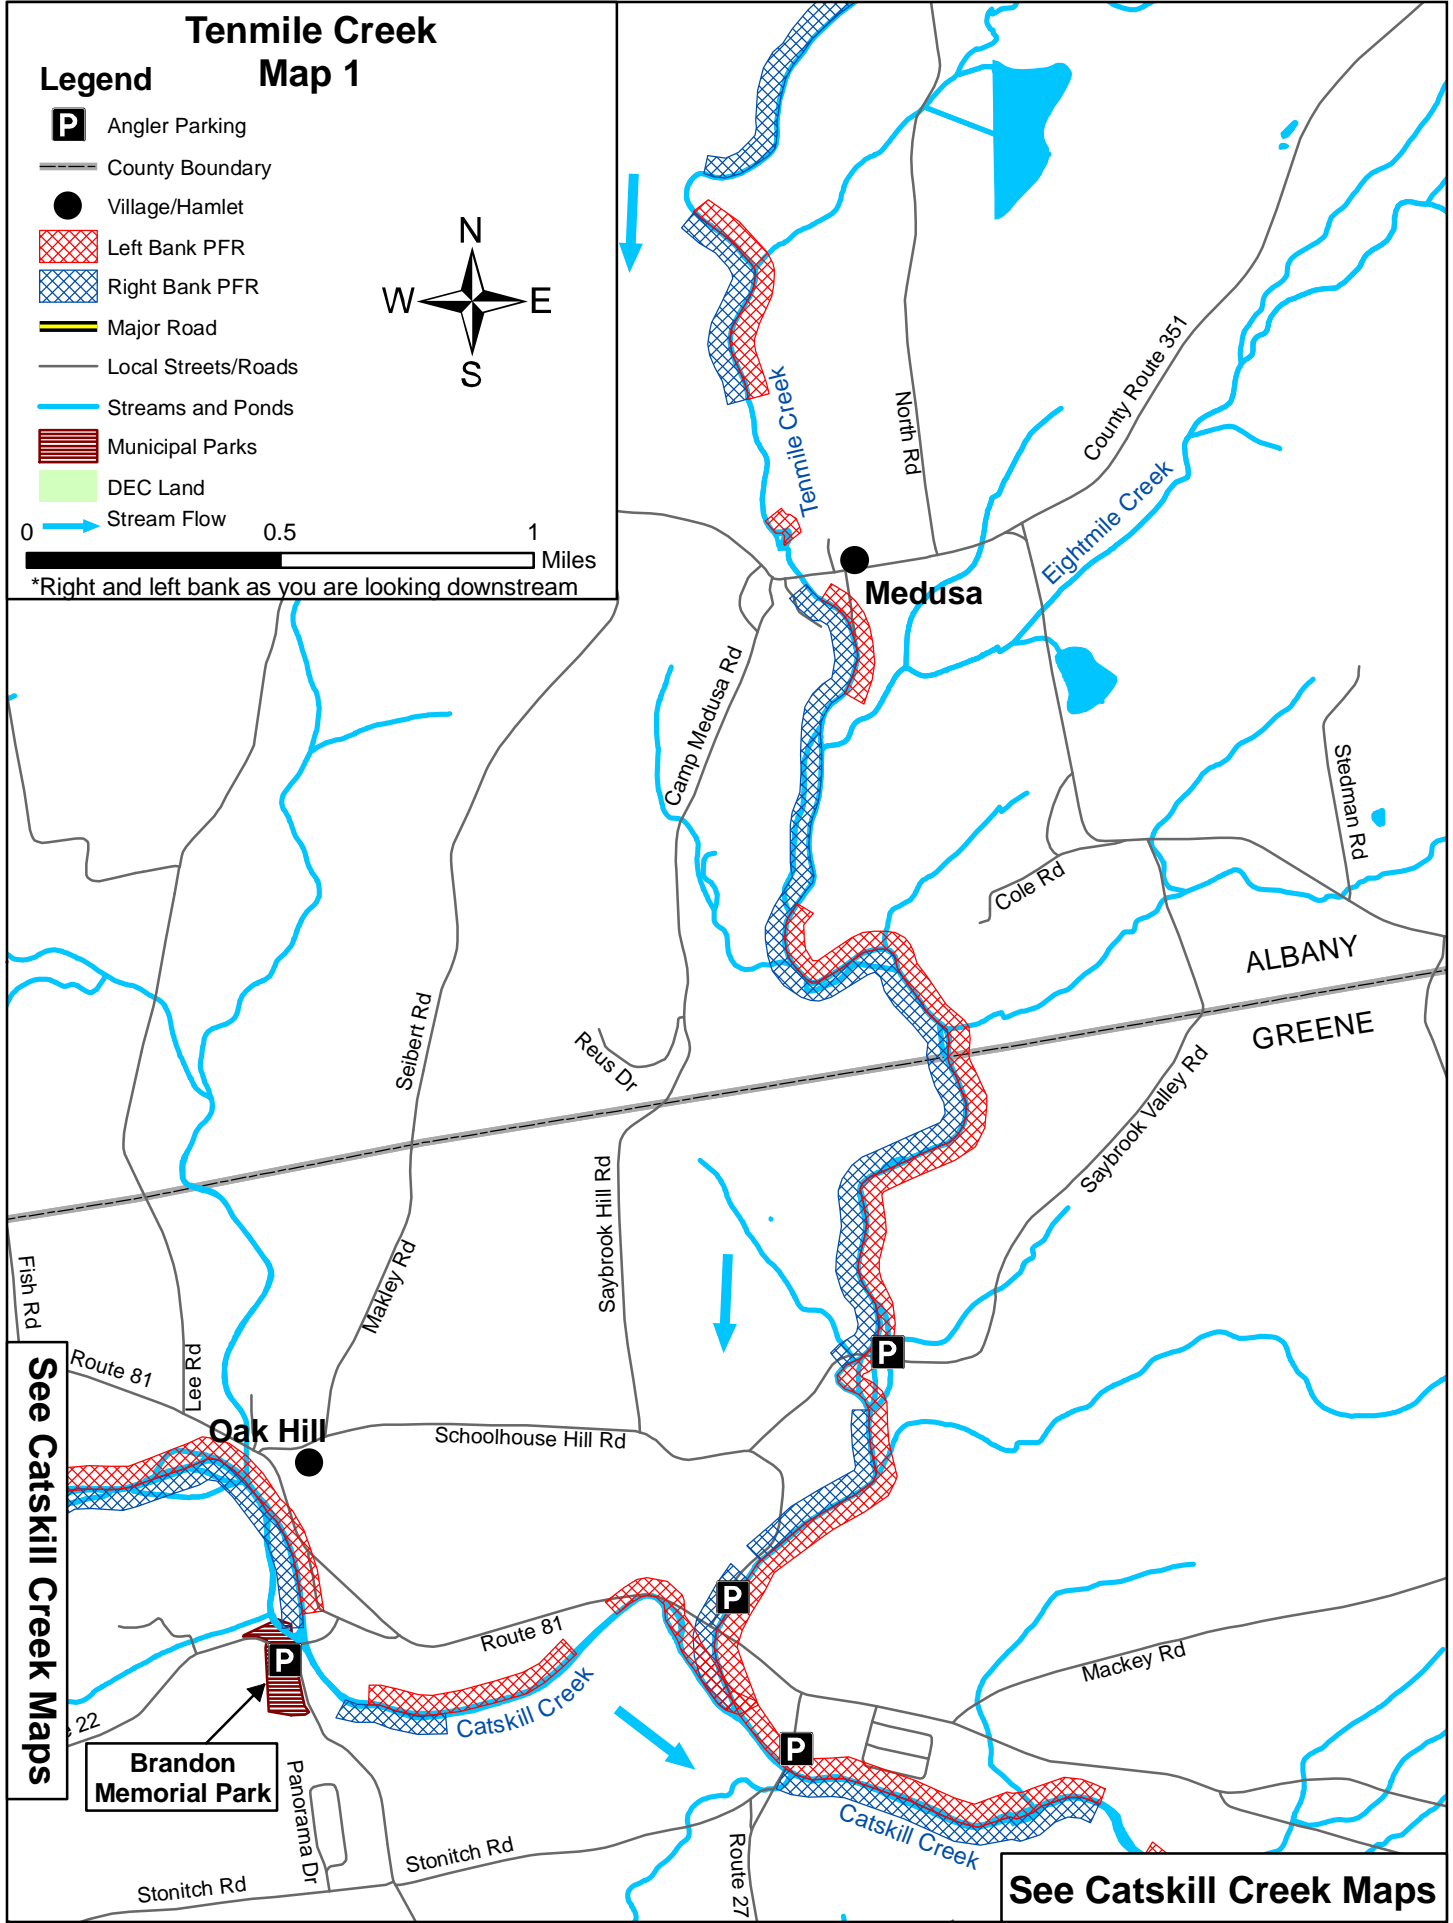 Tenmile Creek
Map 1
Legend
P
Angler Parking
County Boundary
Village/Hamlet
Left Bank PFR
Right Bank PFR
Major Road
Local Streets/Roads
Streams and Ponds
Municipal Parks
DEC Land
Stream Flow
N
W
E
S
0
0.5
1
Miles
*Right and left bank as you are looking downstream
Tenmile Creek
North Rd
County Route 351
Eightmile Creek
Medusa
Camp Medusa Rd
Stedman Rd
Cole Rd
ALBANY
GREENE
Seibert Rd
Reus Dr
Saybrook Valley Rd
Saybrook Hill Rd
Makley Rd
Fish Rd
Lee Rd
Route 81
P
Oak Hill
Schoolhouse Hill Rd
See Catskill Creek Maps
P
Route 81
P
Mackey Rd
Catskill Creek
22
P
Brandon
Memorial Park
Panorama Dr
Catskill Creek
Stonitch Rd
Route 27
Stonitch Rd
See Catskill Creek Maps